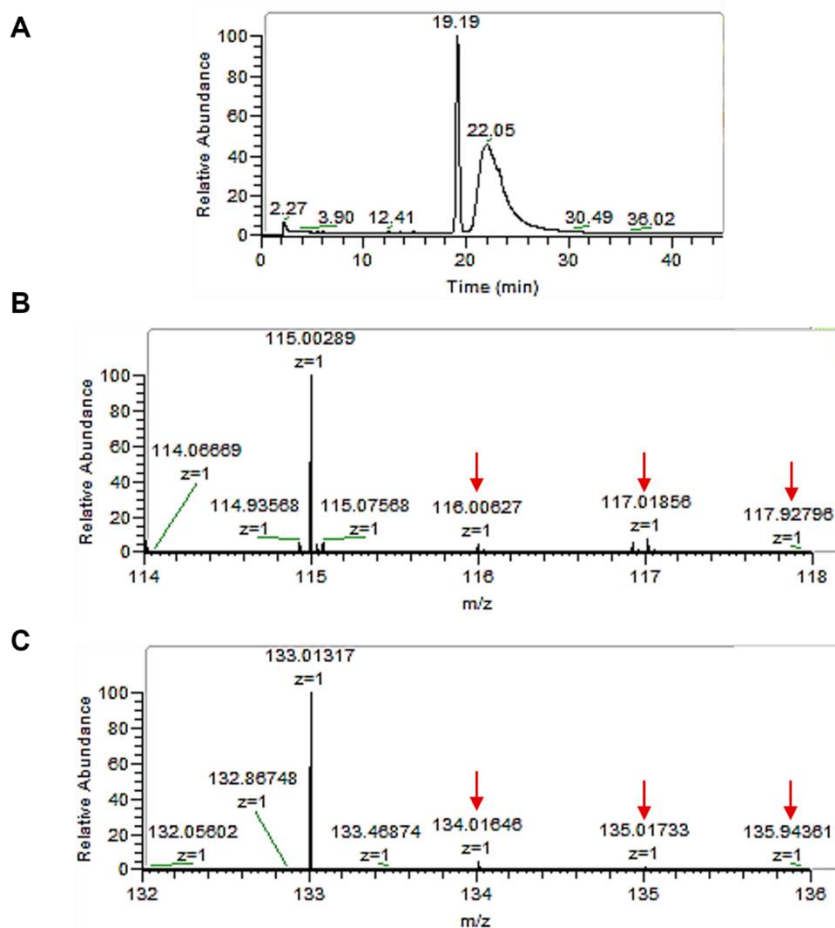 A
Relative Abundance
100
80
60
40
20
0
19.19
22.05
2.27
3.90
12.41
30.49
36.02
0
10
20
30
40
Time (min)
B
Relative Abundance
100
80
60
40
20
0
115.00289
z=1
114.06669
z=1
114.93568
z=1
115.07568
z=1
116.00627
z=1
117.01856
z=1
117.92796
z=1
114
115
116
117
118
m/z
C
Relative Abundance
100
80
60
40
20
0
133.01317
z=1
132.86748
z=1
132.05602
z=1
133.46874
z=1
134.01646
z=1
135.01733
z=1
135.94361
z=1
132
133
134
135
136
m/z